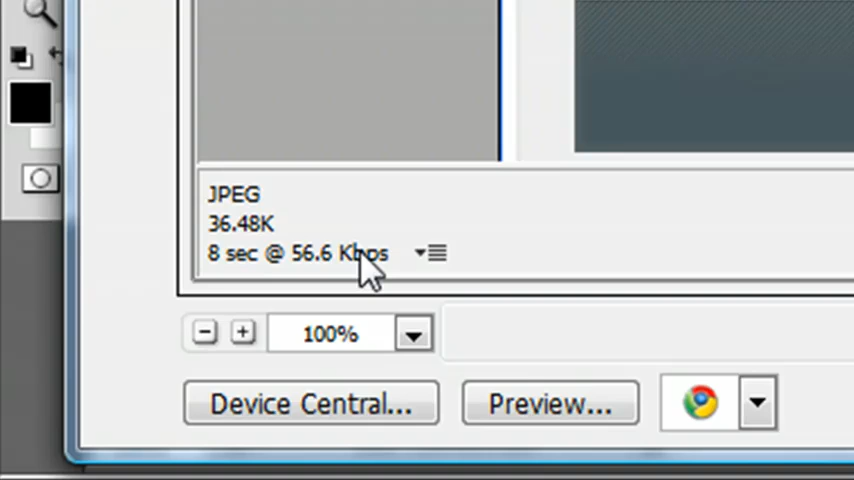 JPEG
36.48K
8 sec @ 56.6 Kbps
100%
Device Central...
Preview...